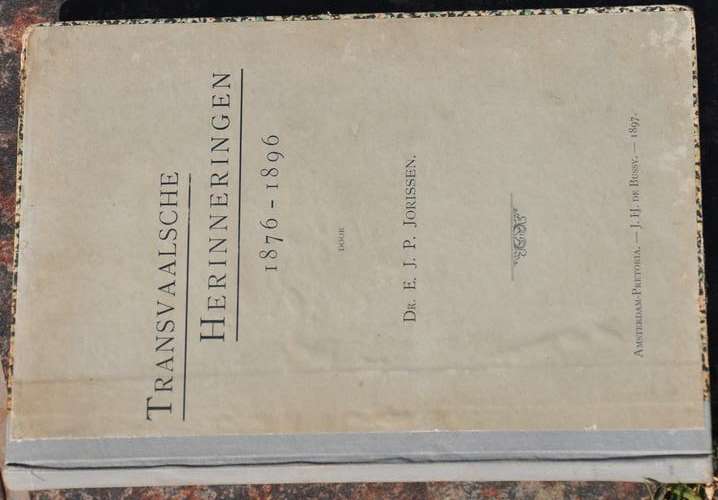 TRANSVAALSCHE
HERINNERINGEN
1876-1896
DOOR
DR. E. J. P. JORISSEN.
AMSTERDAM-PRETORIA. — J. H. DE BUSSY. — 1897.